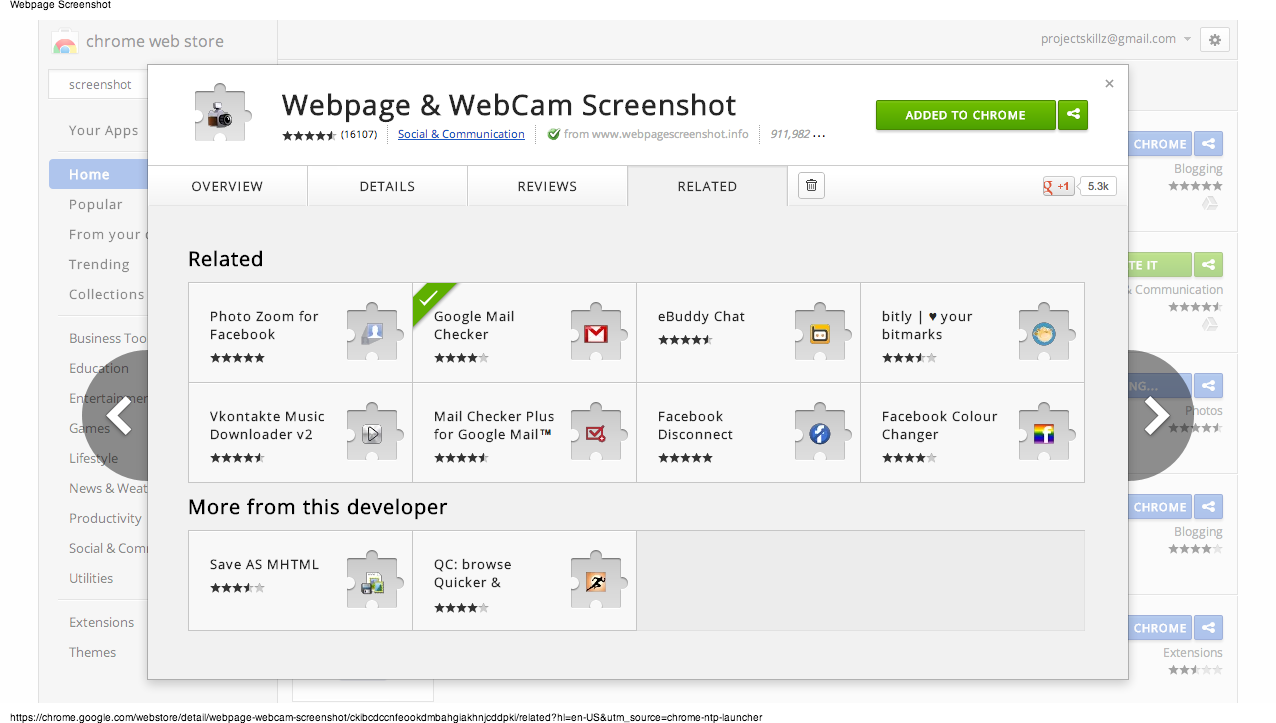 Webpage Screenshot
chrome web store
projectskillz@gmail.com
screenshot
Your Apps
Home
Popular
From your c
Trending
Collections
Business Too
Education
Entertainmen
Games
Lifestyle
News & Weat
Productivity
Social & Com
Utilities
Extensions
Themes
Webpage & WebCam Screenshot
(16107)
Social & Communication
from www.webpagescreenshot.info
911,982 ...
ADDED TO CHROME
OVERVIEW
DETAILS
REVIEWS
RELATED
+1
5.3k
Related
Photo Zoom for
Facebook
Google Mail
Checker
eBuddy Chat
bitly | ♥ your
bitmarks
Vkontakte Music
Downloader v2
Mail Checker Plus
for Google Mail™
Facebook
Disconnect
Facebook Colour
Changer
More from this developer
Save AS MHTML
QC: browse
Quicker &
CHROME
Blogging
TE IT
& Communication
NG...
Photos
CHROME
Blogging
CHROME
Extensions
https://chrome.google.com/webstore/detail/webpage-webcam-screenshot/ckibcdccnfeookdmbahgiakhnjcddpki/related?hl=en-US&utm_source=chrome-ntp-launcher